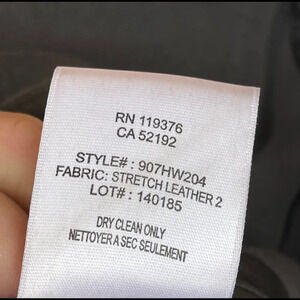 RN 119376
CA 52192
STYLE# : 907HW204
FABRIC: STRETCH LEATHER 2
LOT# : 140185
DRY CLEAN ONLY
NETTOYER A SEC SEULEMENT